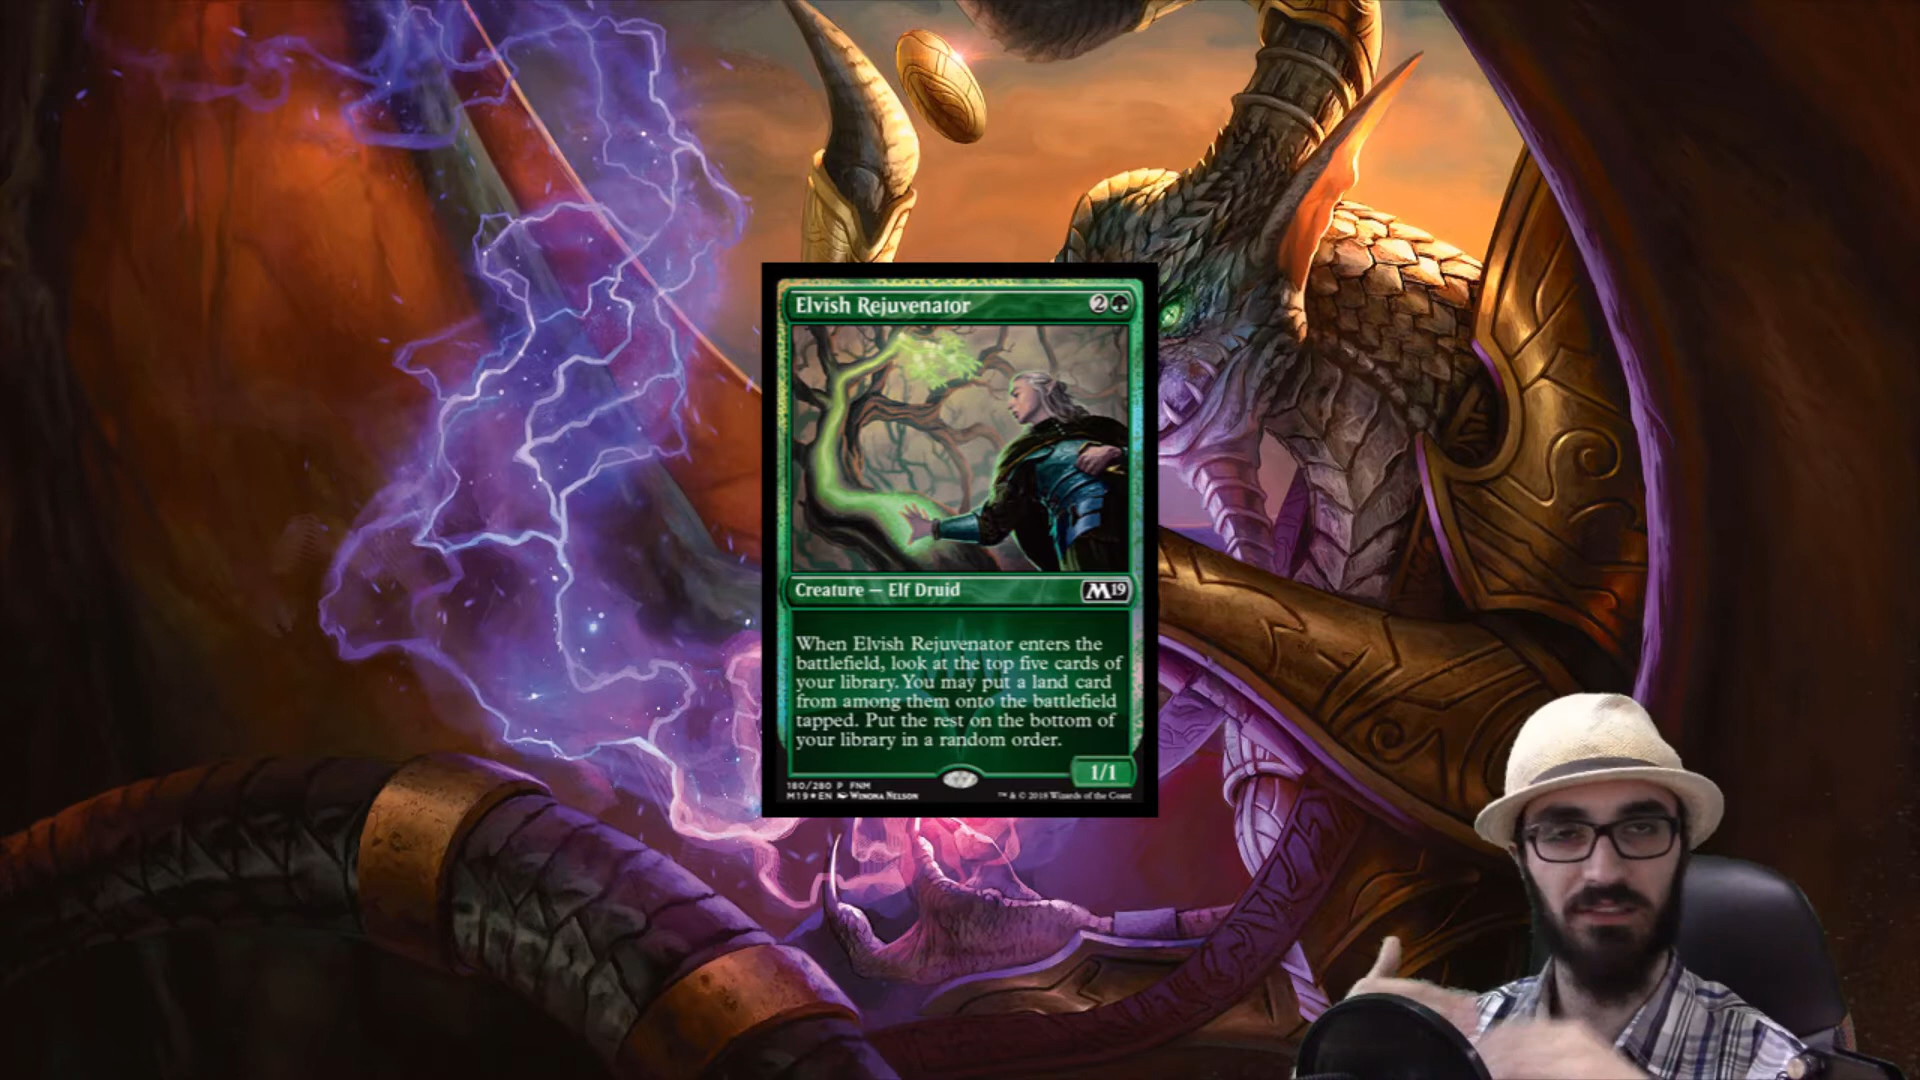 Elvish Rejuvenator 2
Creature — Elf Druid M19
When Elvish Rejuvenator enters the
battlefield, look at the top five cards of
your library. You may put a land card
from among them onto the battlefield
tapped. Put the rest on the bottom of
your library in a random order.
1/1
180/280 P FNM
M19★EN Winona Nelson ™ & © 2018 Wizards of the Coast